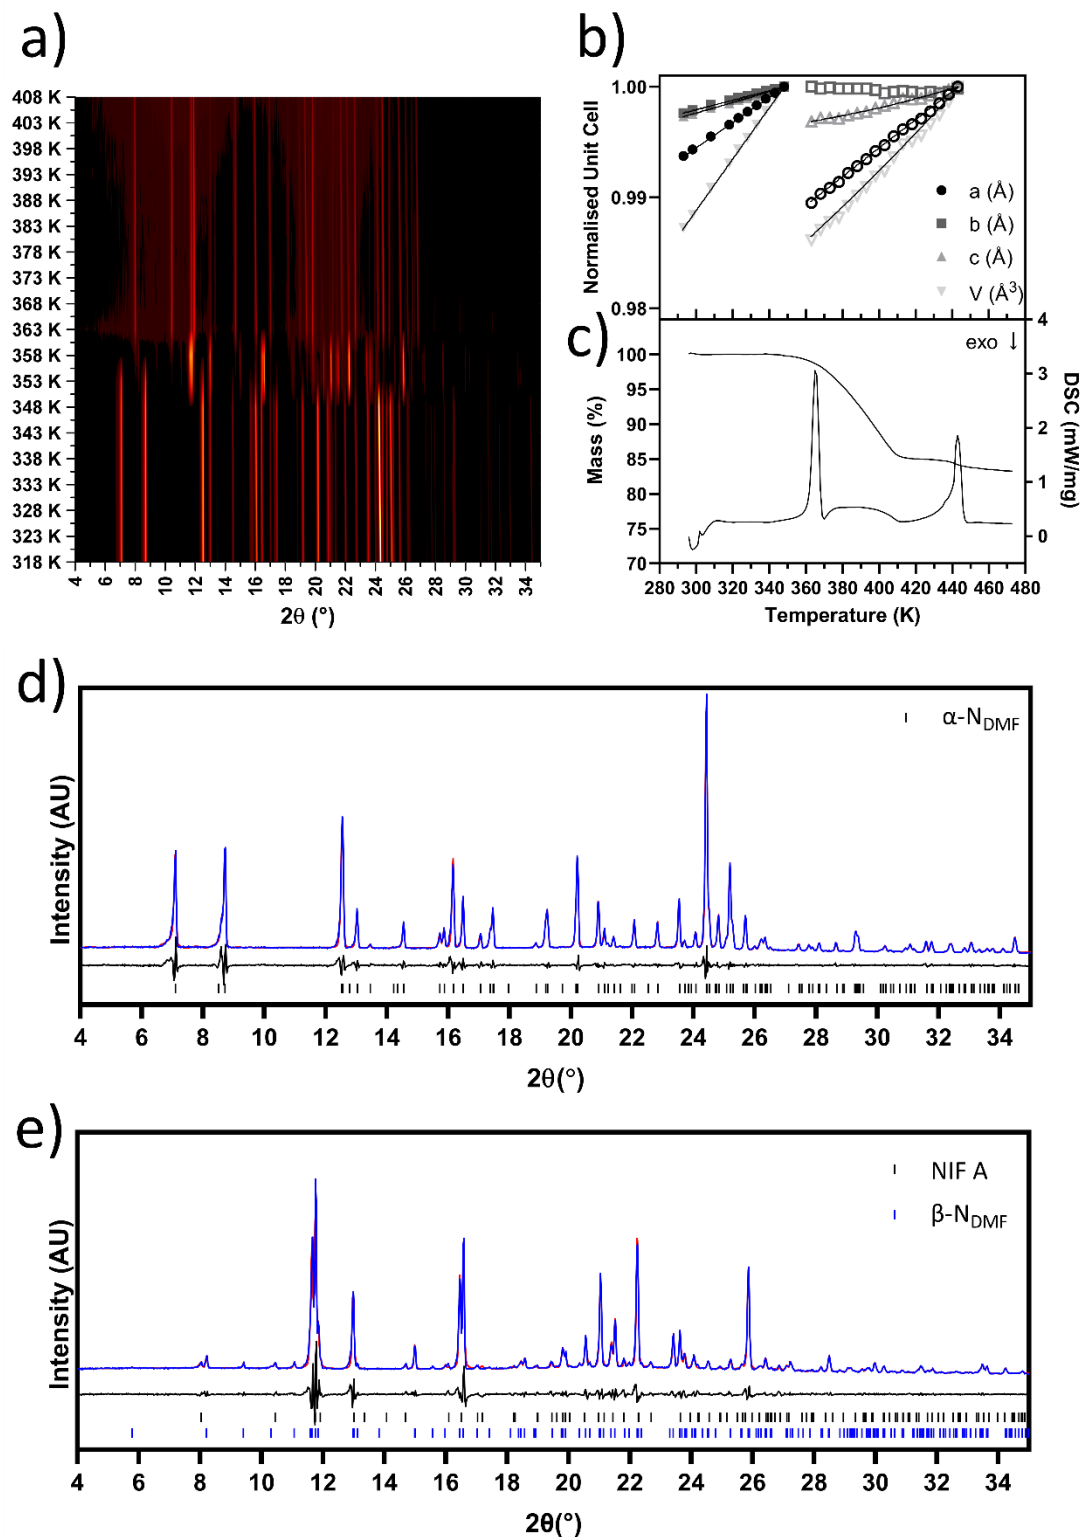 a)
408 K
403 K
398 K
393 K
388 K
383 K
378 K
373 K
368 K
363 K
358 K
353 K
348 K
343 K
338 K
333 K
328 K
323 K
318 K
4 6 8 10 12 14 16 18 20 22 24 26 28 30 32 34
2θ (°)
b)
Normalised Unit Cell
1.00
0.99
0.98
a (Å)
b (Å)
c (Å)
V (Å³)
c)
exo ↓
Mass (%)
100
95
90
85
80
75
70
4
3
2
1
0
DSC (mW/mg)
280 300 320 340 360 380 400 420 440 460 480
Temperature (K)
d)
α-N_DMF
Intensity (AU)
4 6 8 10 12 14 16 18 20 22 24 26 28 30 32 34
2θ(°)
e)
NIF A
β-N_DMF
Intensity (AU)
4 6 8 10 12 14 16 18 20 22 24 26 28 30 32 34
2θ(°)